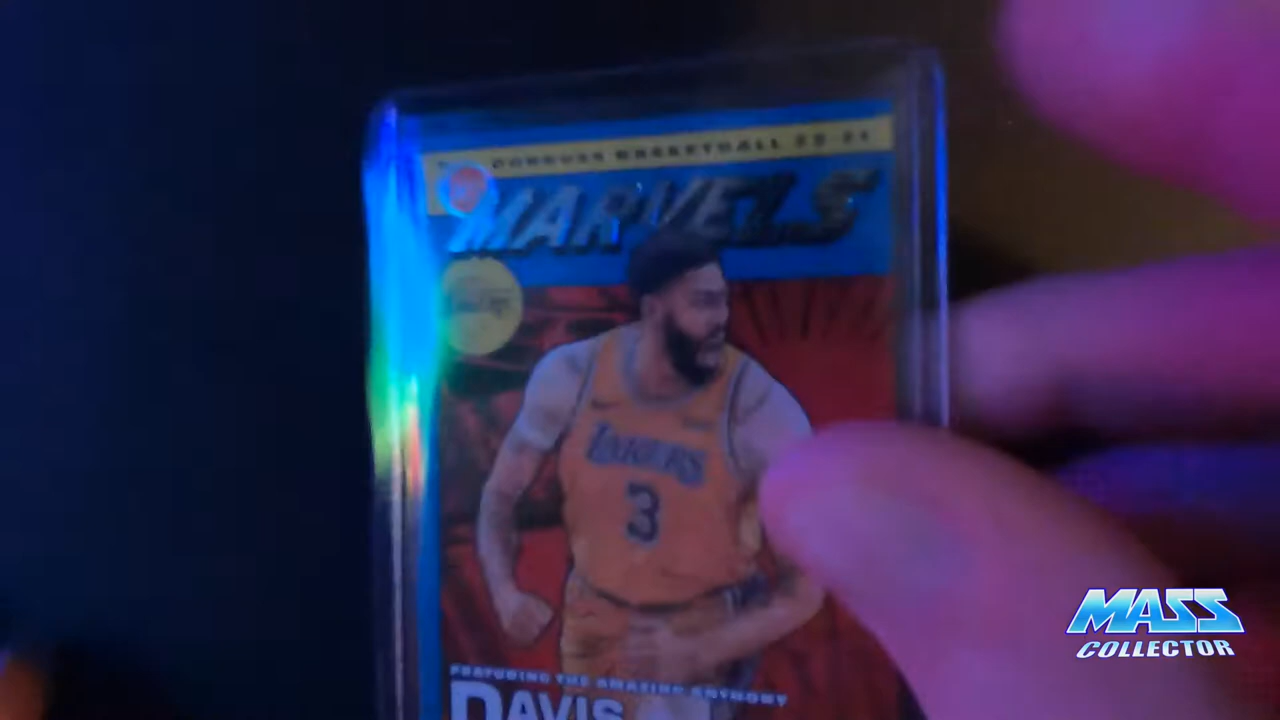 DONRUSS BASKETBALL 20-21
MARVELS
LAKERS
3
FEATURING THE AMAZING ANTHONY
DAVIS
MASS
COLLECTOR